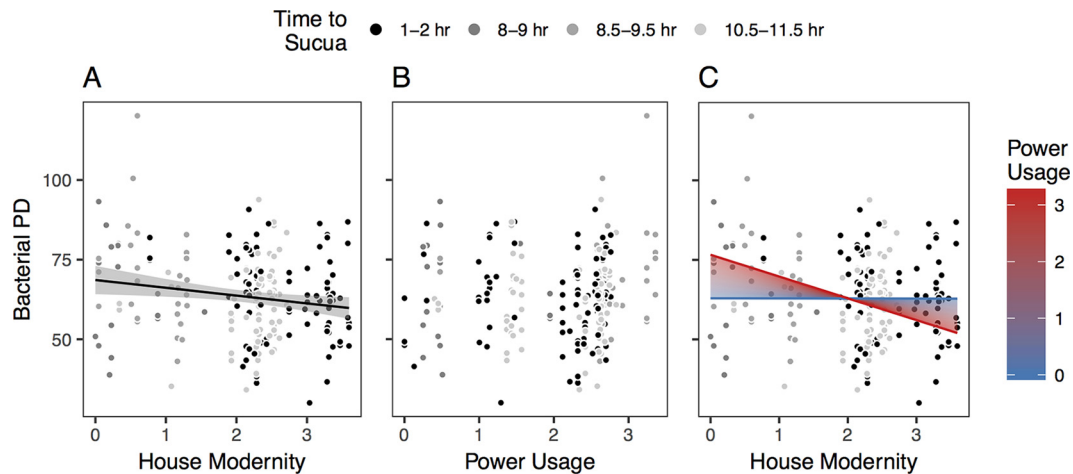 Time to
Sucua
1–2 hr
8–9 hr
8.5–9.5 hr
10.5–11.5 hr
A
B
C
Bacterial PD
100
75
50
0 1 2 3
House Modernity
0 1 2 3
Power Usage
0 1 2 3
House Modernity
Power
Usage
3
2
1
0